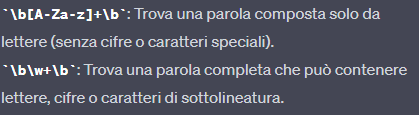 `\b[A-Za-z]+\b`: Trova una parola composta solo da
lettere (senza cifre o caratteri speciali).
`\b\w+\b`: Trova una parola completa che può contenere
lettere, cifre o caratteri di sottolineatura.